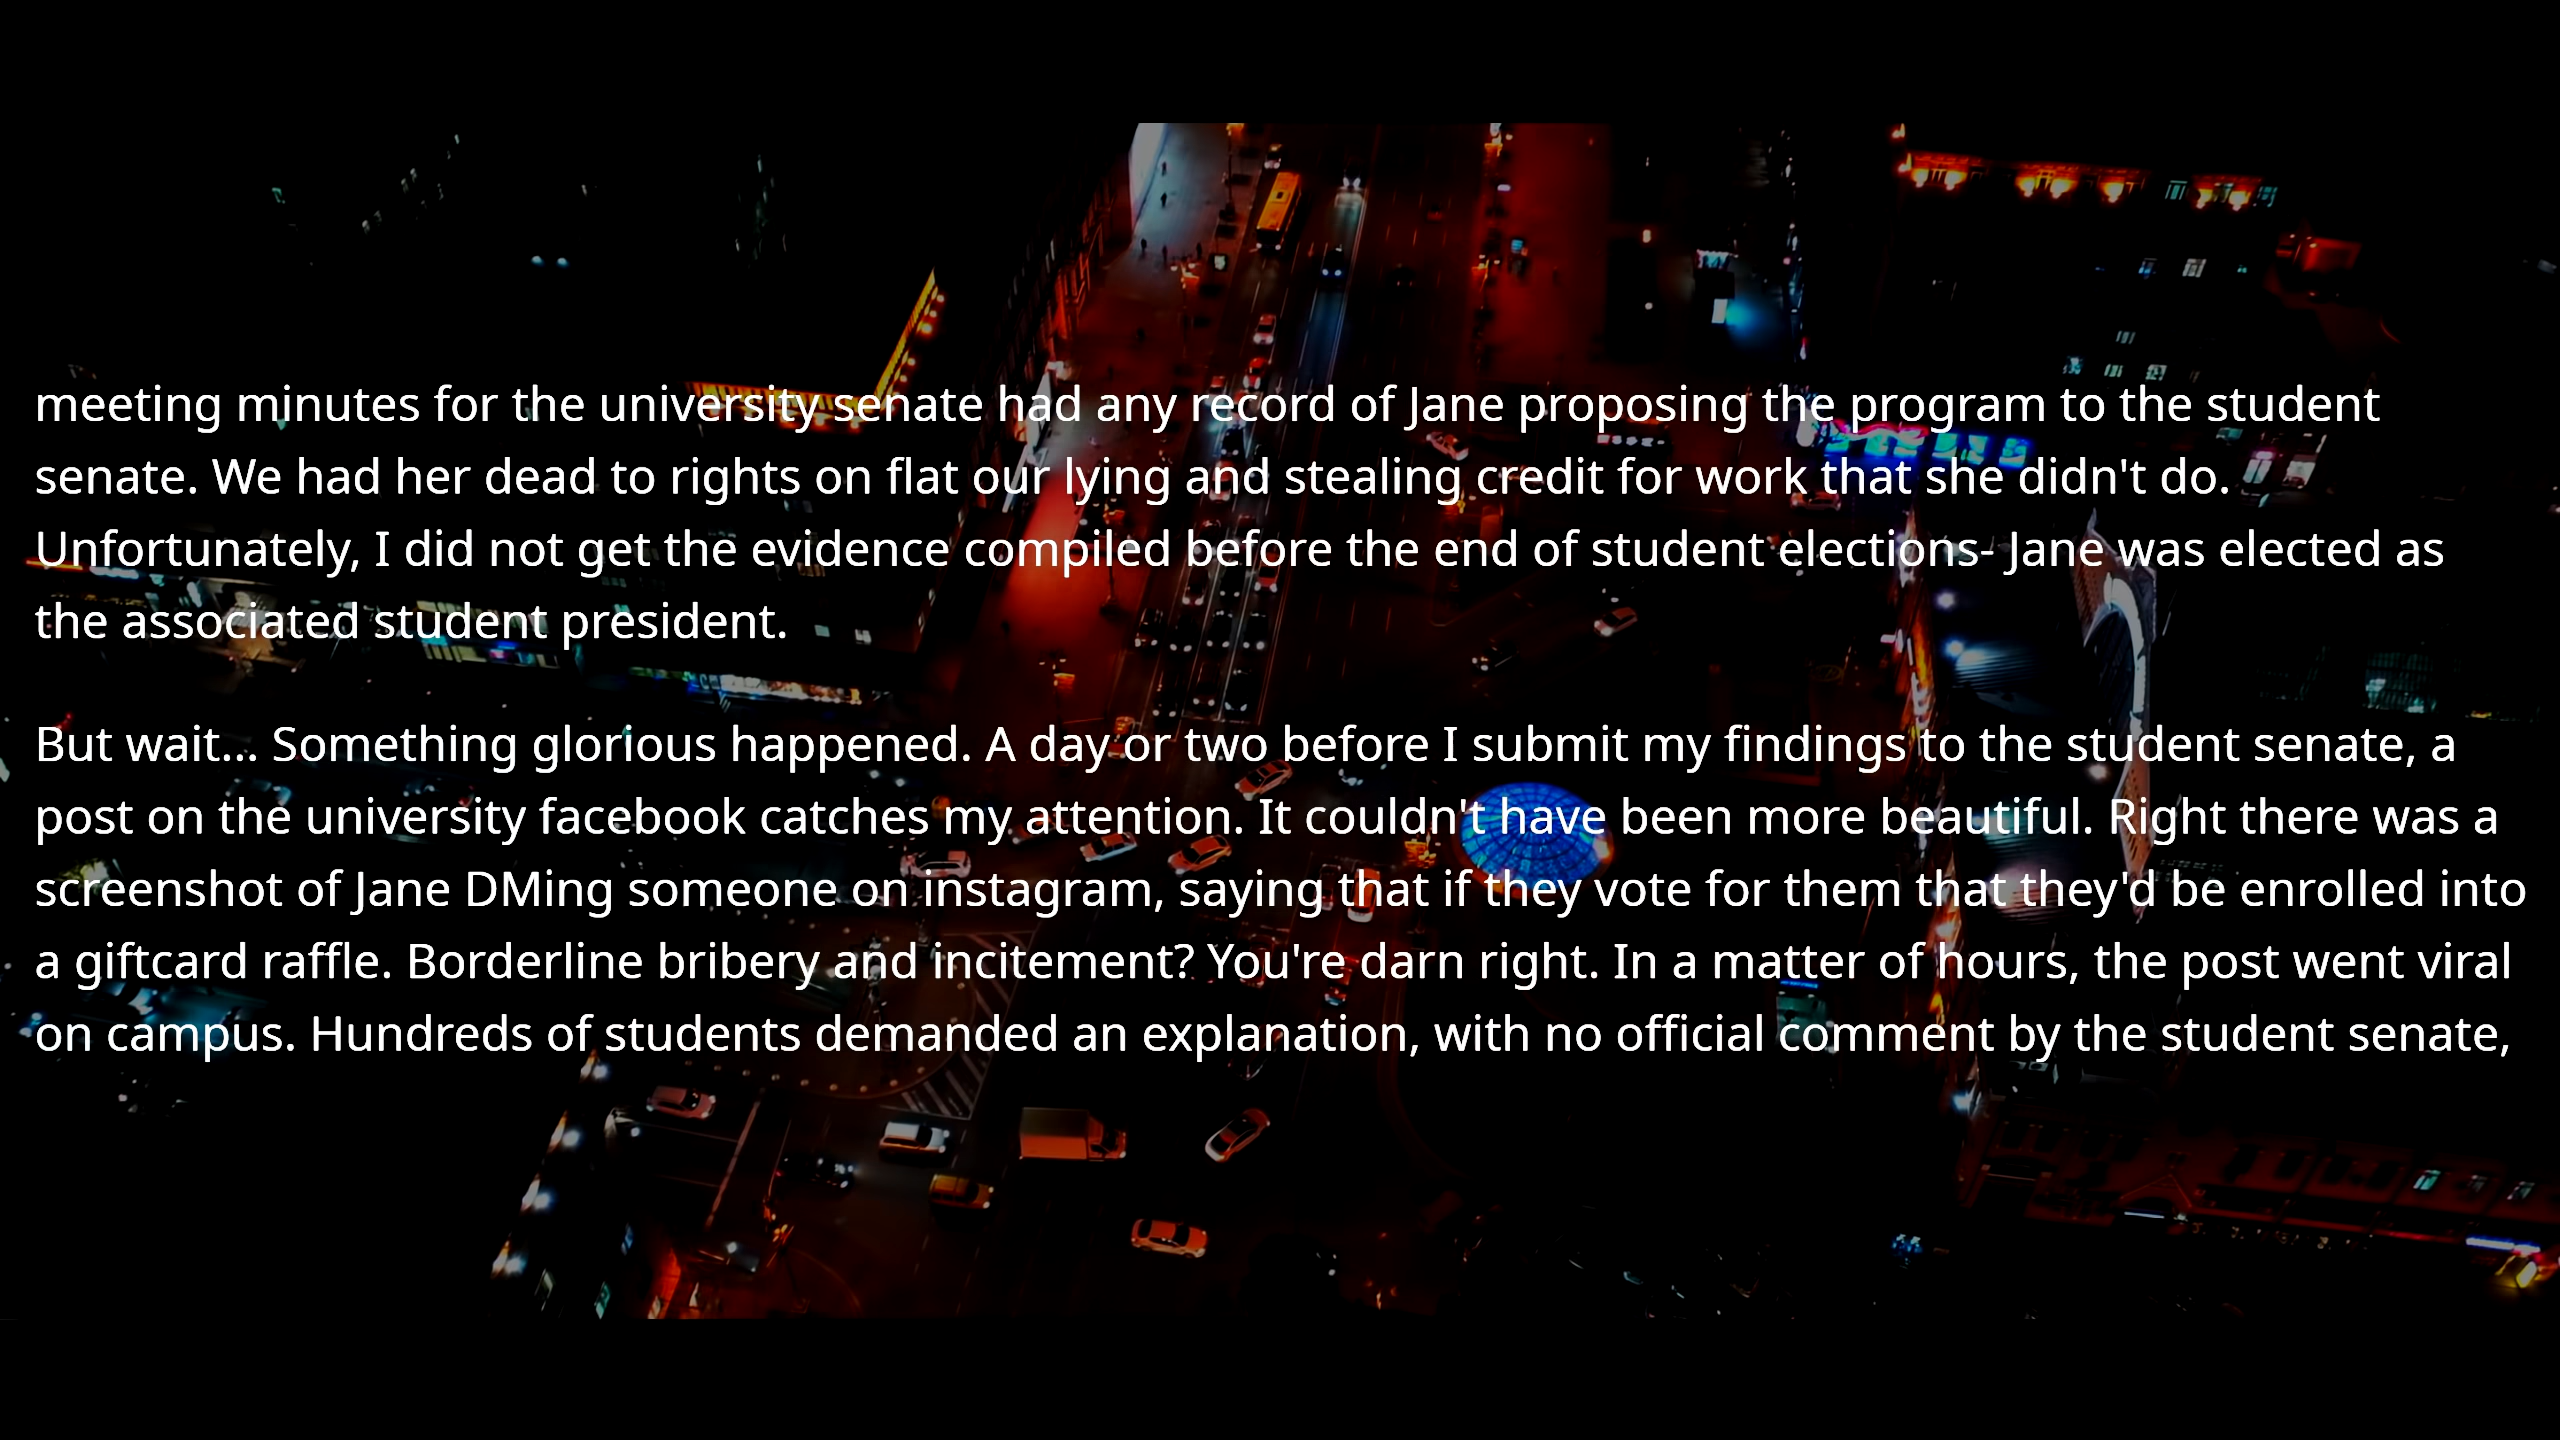 meeting minutes for the university senate had any record of Jane proposing the program to the student
senate. We had her dead to rights on flat our lying and stealing credit for work that she didn't do.
Unfortunately, I did not get the evidence compiled before the end of student elections- Jane was elected as
the associated student president.
But wait... Something glorious happened. A day or two before I submit my findings to the student senate, a
post on the university facebook catches my attention. It couldn't have been more beautiful. Right there was a
screenshot of Jane DMing someone on instagram, saying that if they vote for them that they'd be enrolled into
a giftcard raffle. Borderline bribery and incitement? You're darn right. In a matter of hours, the post went viral
on campus. Hundreds of students demanded an explanation, with no official comment by the student senate,